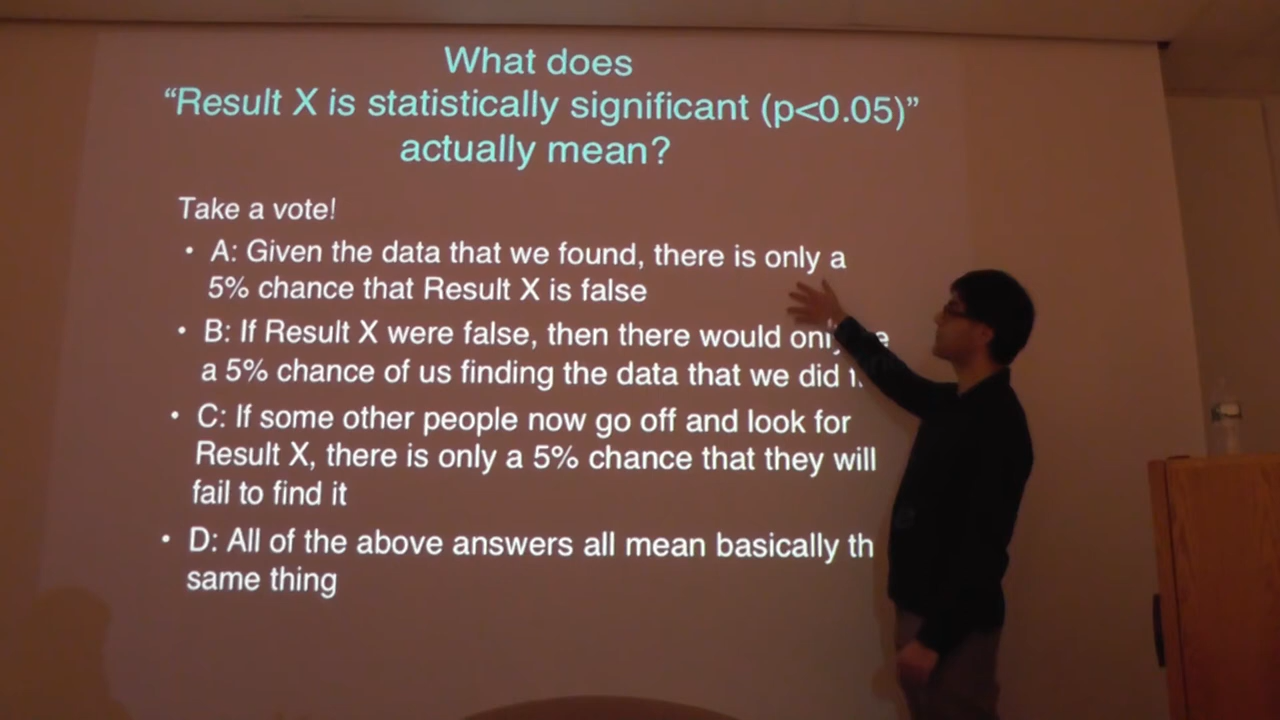 What does
“Result X is statistically significant (p<0.05)”
actually mean?
Take a vote!
• A: Given the data that we found, there is only a
5% chance that Result X is false
• B: If Result X were false, then there would
a 5% chance of us finding the data that we did
• C: If some other people now go off and look for
Result X, there is only a 5% chance that they will
fail to find it
• D: All of the above answers all mean basically th
same thing